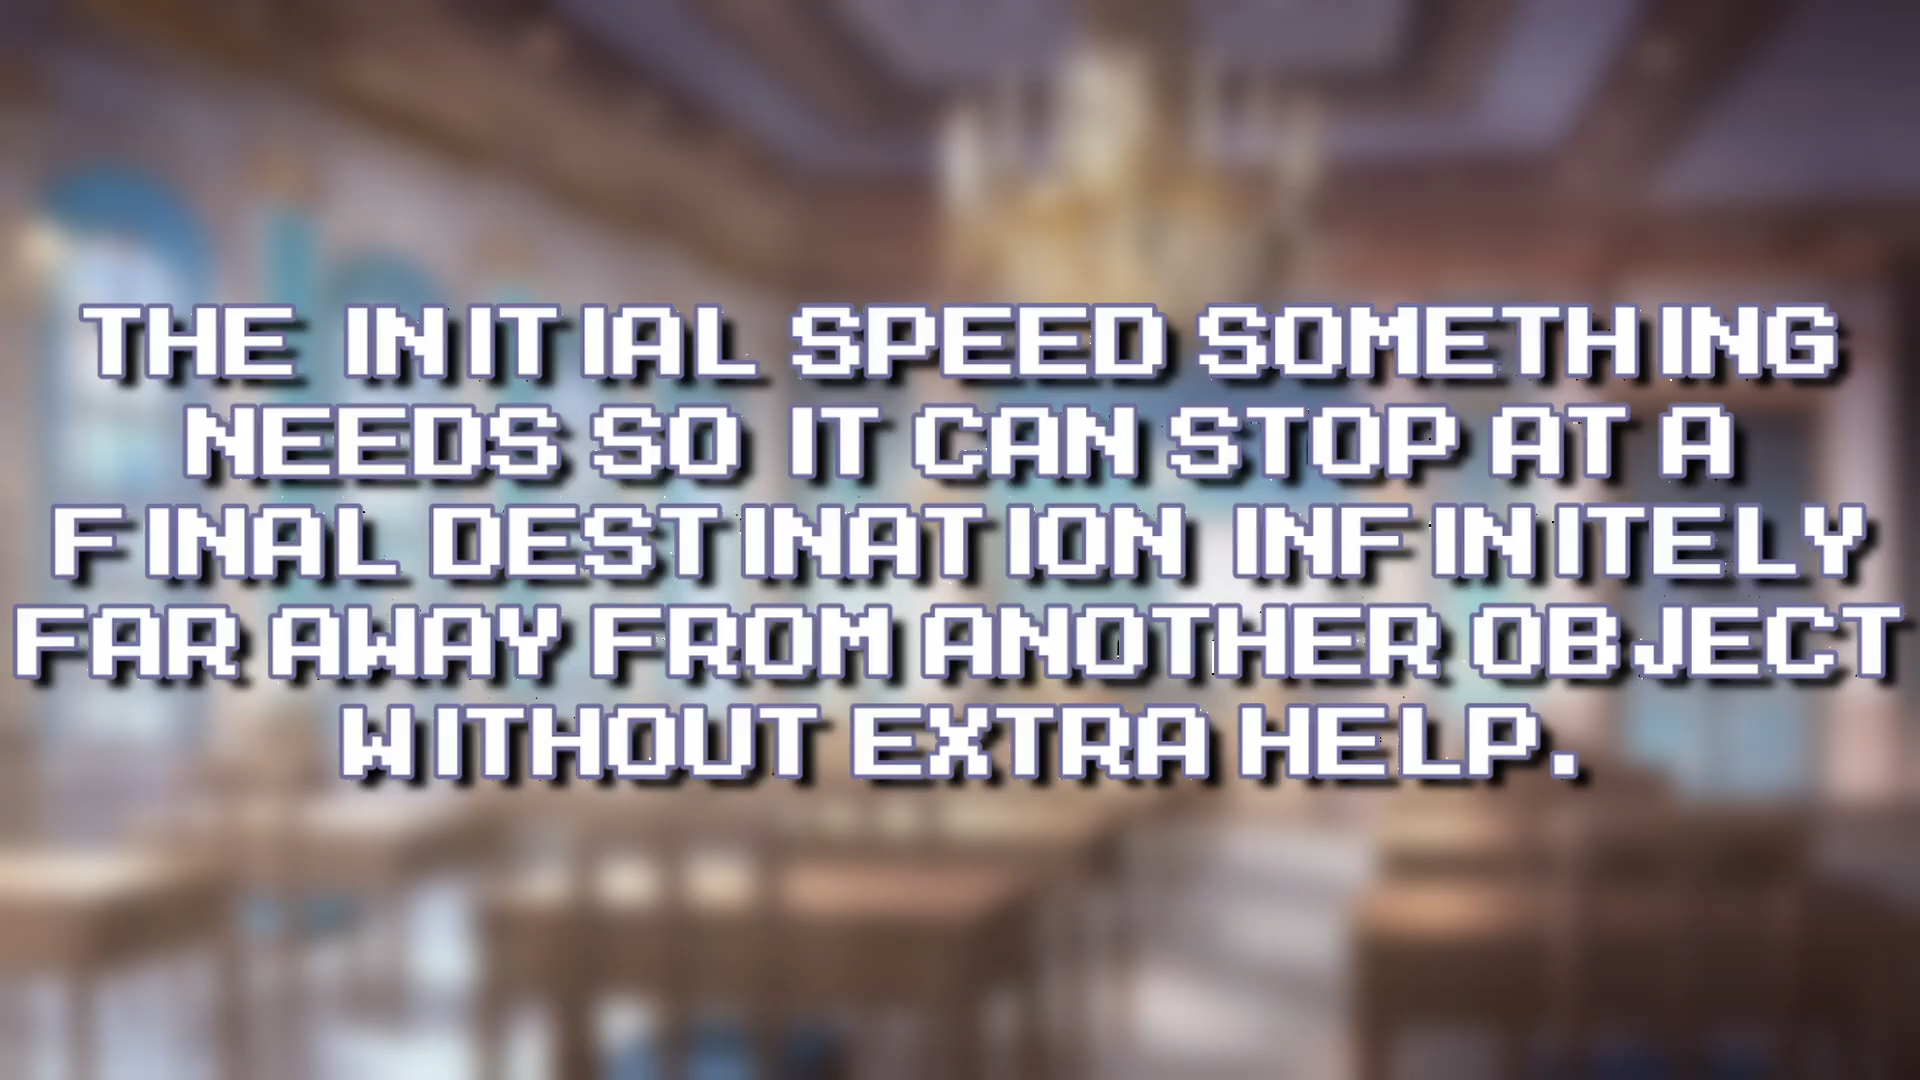 THE INITIAL SPEED SOMETHING
NEEDS SO IT CAN STOP AT A
FINAL DESTINATION INFINITELY
FAR AWAY FROM ANOTHER OBJECT
WITHOUT EXTRA HELP.